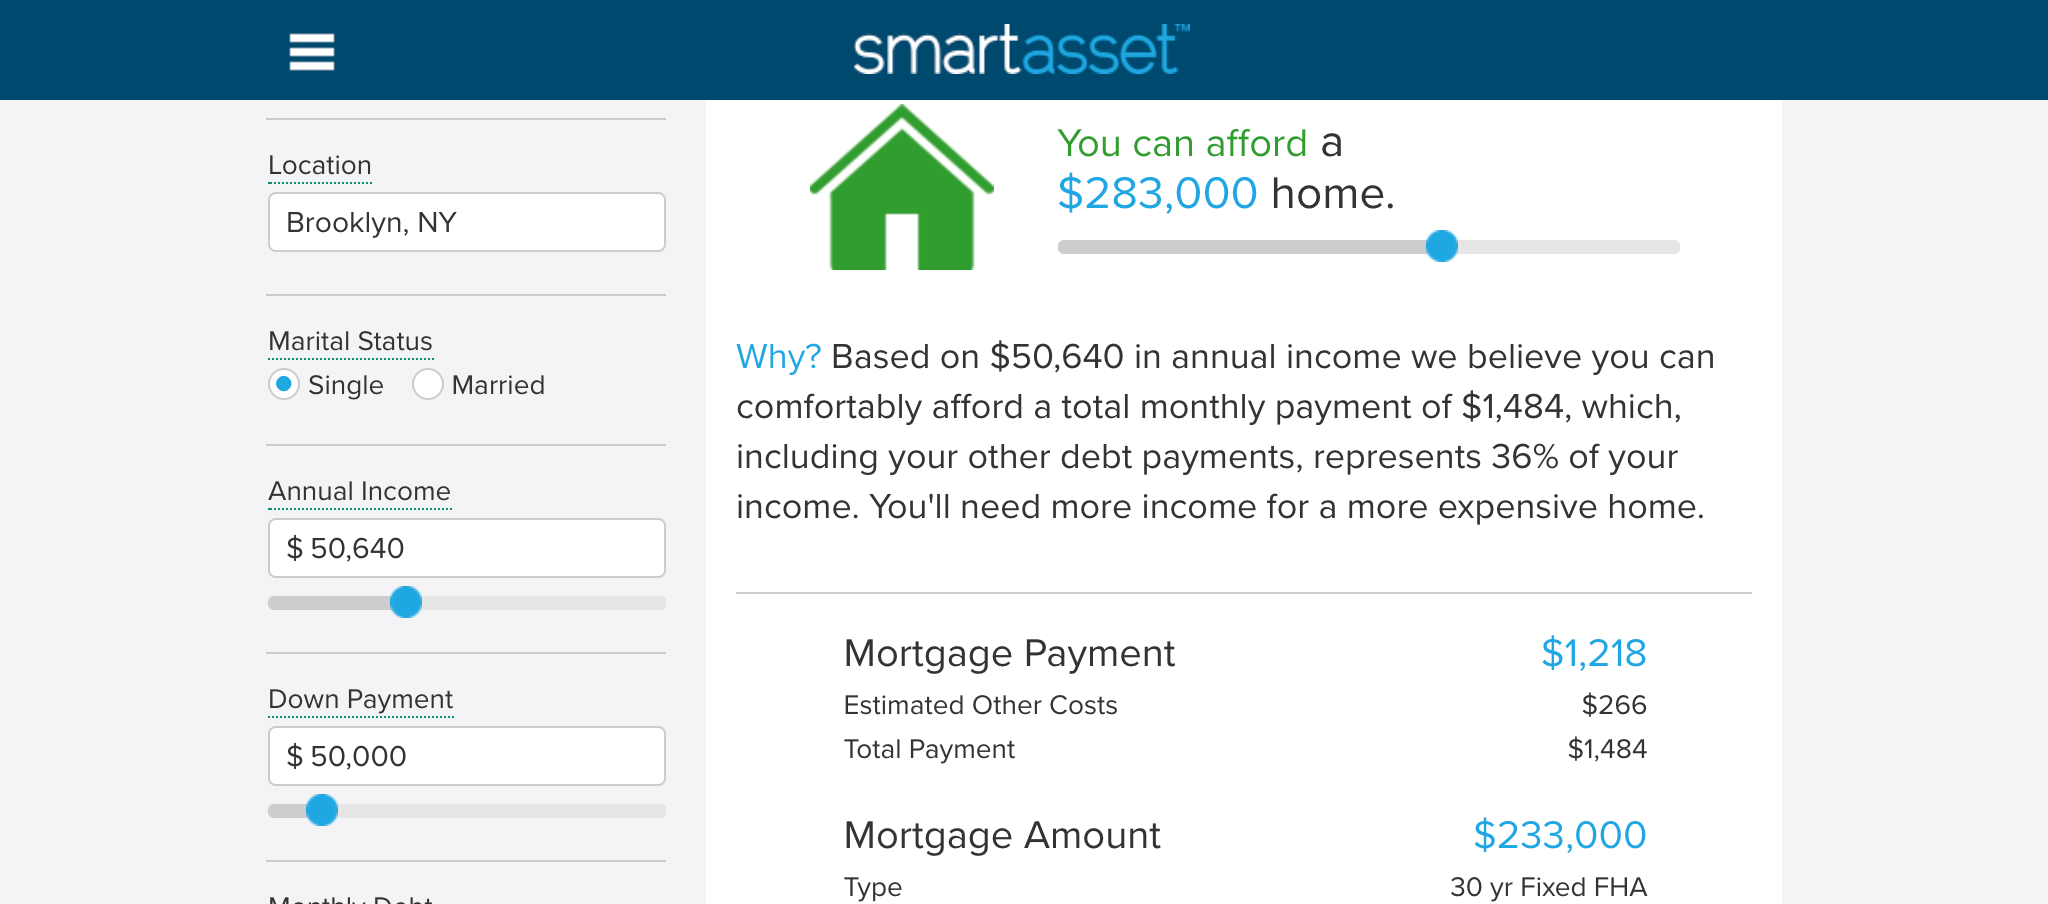 smartasset™
Location
Brooklyn, NY
Marital Status
Single Married
Annual Income
$ 50,640
Down Payment
$ 50,000
Monthly Debt
You can afford a
$283,000 home.
Why? Based on $50,640 in annual income we believe you can
comfortably afford a total monthly payment of $1,484, which,
including your other debt payments, represents 36% of your
income. You'll need more income for a more expensive home.
Mortgage Payment $1,218
Estimated Other Costs $266
Total Payment $1,484
Mortgage Amount $233,000
Type 30 yr Fixed FHA